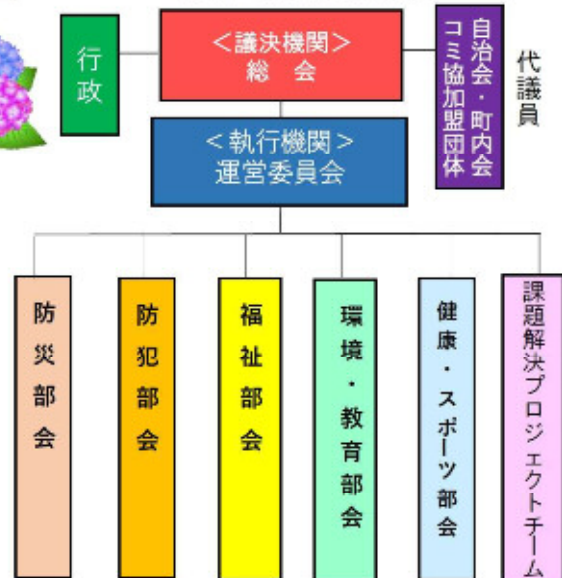 行政
＜議決機関＞
総　会
自治会・町内会
コミ協加盟団体
代議員
＜執行機関＞
運営委員会
防災部会
防犯部会
福祉部会
環境・教育部会
健康・スポーツ部会
課題解決プロジェクトチーム